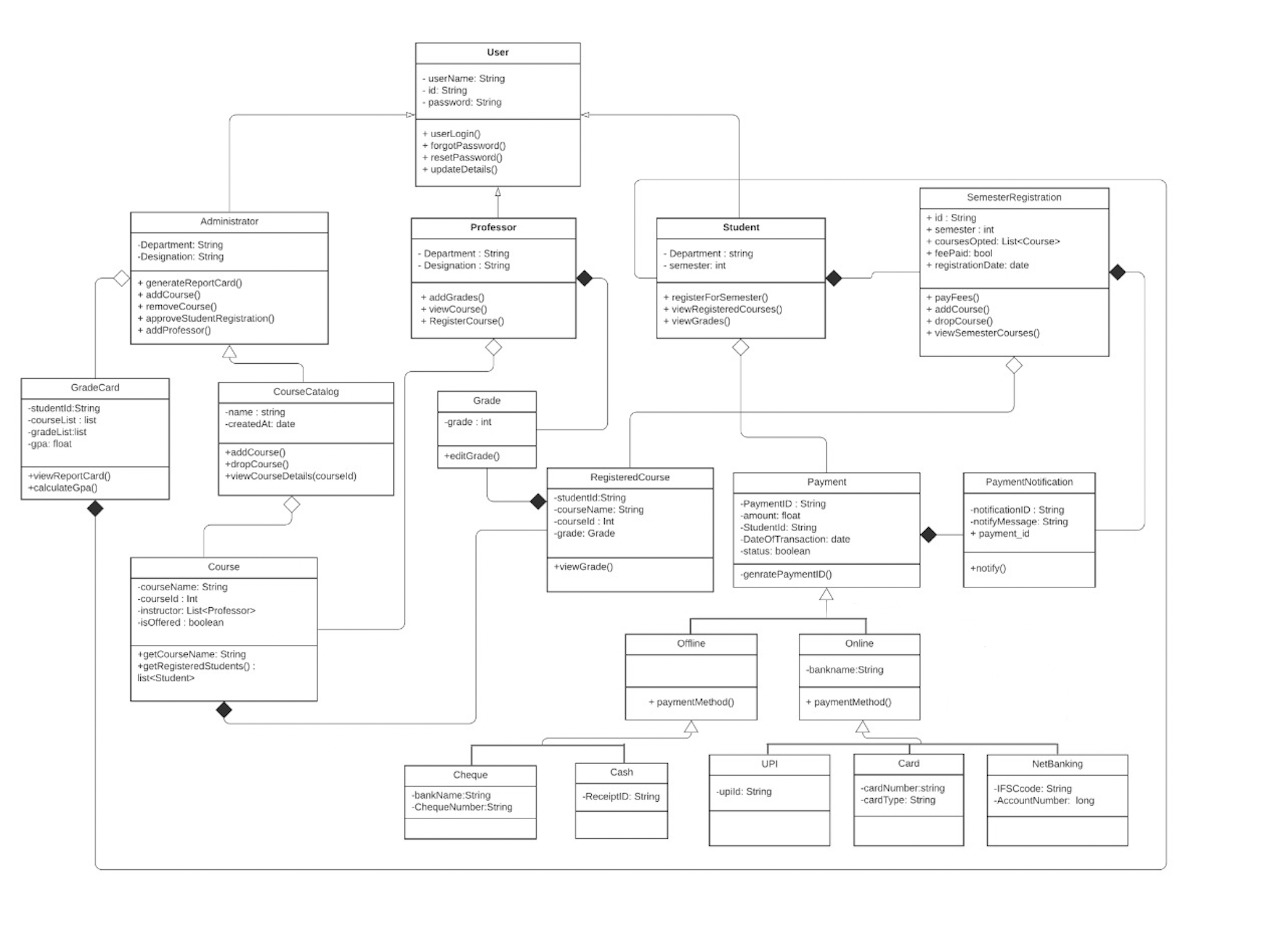 User
- userName: String
- id: String
- password: String
+ userLogin()
+ forgotPassword()
+ resetPassword()
+ updateDetails()
Administrator
-Department: String
-Designation: String
+ generateReportCard()
+ addCourse()
+ removeCourse()
+ approveStudentRegistration()
+ addProfessor()
Professor
- Department : String
- Designation : String
+ addGrades()
+ viewCourse()
+ RegisterCourse()
Student
- Department : string
- semester: int
+ registerForSemester()
+ viewRegisteredCourses()
+ viewGrades()
SemesterRegistration
+ id : String
+ semester : int
+ coursesOpted: List<Course>
+ feePaid: bool
+ registrationDate: date
+ payFees()
+ addCourse()
+ dropCourse()
+ viewSemesterCourses()
GradeCard
-studentId:String
-courseList : list
-gradeList:list
-gpa: float
+viewReportCard()
+calculateGpa()
CourseCatalog
-name : string
-createdAt: date
+addCourse()
+dropCourse()
+viewCourseDetails(courseId)
Grade
-grade : int
+editGrade()
RegisteredCourse
-studentId:String
-courseName: String
-courseId : Int
-grade: Grade
+viewGrade()
Payment
-PaymentID : String
-amount: float
-StudentId: String
-DateOfTransaction: date
-status: boolean
-genratePaymentID()
PaymentNotification
-notificationID : String
-notifyMessage: String
+ payment_id
+notify()
Course
-courseName: String
-courseId : Int
-instructor: List<Professor>
-isOffered : boolean
+getCourseName: String
+getRegisteredStudents() :
list<Student>
Offline
+ paymentMethod()
Online
-bankname:String
+ paymentMethod()
Cheque
-bankName:String
-ChequeNumber:String
Cash
-ReceiptID: String
UPI
-upiId: String
Card
-cardNumber:string
-cardType: String
NetBanking
-IFSCcode: String
-AccountNumber: long